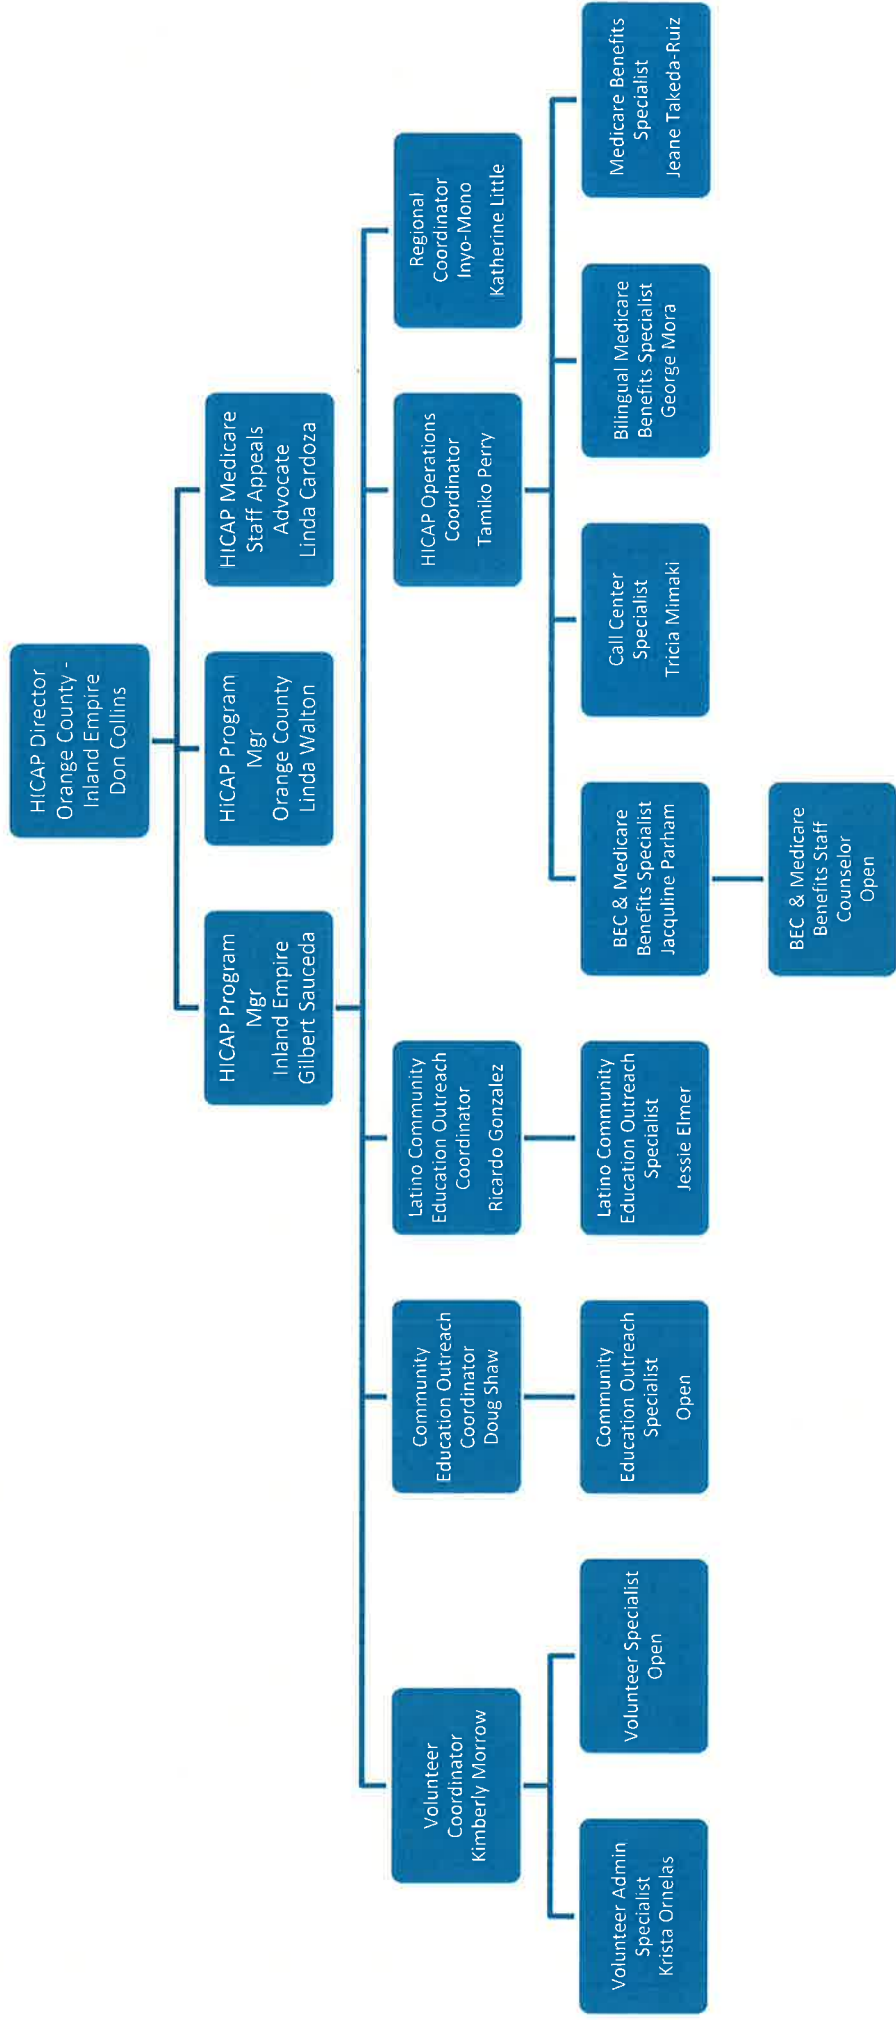 HICAP Director
Orange County -
Inland Empire
Don Collins
HICAP Program
Mgr
Inland Empire
Gilbert Sauceda
HiCAP Program
Mgr
Orange County
Linda Walton
HICAP Medicare
Staff Appeals
Advocate
Linda Cardoza
Volunteer
Coordinator
Kimberly Morrow
Community
Education Outreach
Coordinator
Doug Shaw
Latino Community
Education Outreach
Coordinator
Ricardo Gonzalez
HICAP Operations
Coordinator
Tamiko Perry
Regional
Coordinator
Inyo-Mono
Katherine Little
Volunteer Admin
Specialist
Krista Ornelas
Volunteer Specialist
Open
Community
Education Outreach
Specialist
Open
Latino Community
Education Outreach
Specialist
Jessie Elmer
BEC & Medicare
Benefits Specialist
Jacquline Parham
Call Center
Specialist
Tricia Mimaki
Bilingual Medicare
Benefits Specialist
George Mora
Medicare Benefits
Specialist
Jeane Takeda-Ruiz
BEC & Medicare
Benefits Staff
Counselor
Open